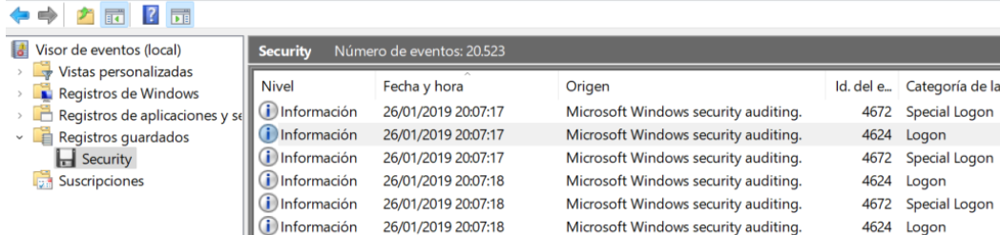 Visor de eventos (local)
Vistas personalizadas
Registros de Windows
Registros de aplicaciones y se
Registros guardados
Security
Suscripciones
Security Número de eventos: 20.523
Nivel Fecha y hora Origen Id. del e... Categoría de la
Información 26/01/2019 20:07:17 Microsoft Windows security auditing. 4672 Special Logon
Información 26/01/2019 20:07:17 Microsoft Windows security auditing. 4624 Logon
Información 26/01/2019 20:07:17 Microsoft Windows security auditing. 4672 Special Logon
Información 26/01/2019 20:07:18 Microsoft Windows security auditing. 4624 Logon
Información 26/01/2019 20:07:18 Microsoft Windows security auditing. 4672 Special Logon
Información 26/01/2019 20:07:18 Microsoft Windows security auditing. 4624 Logon